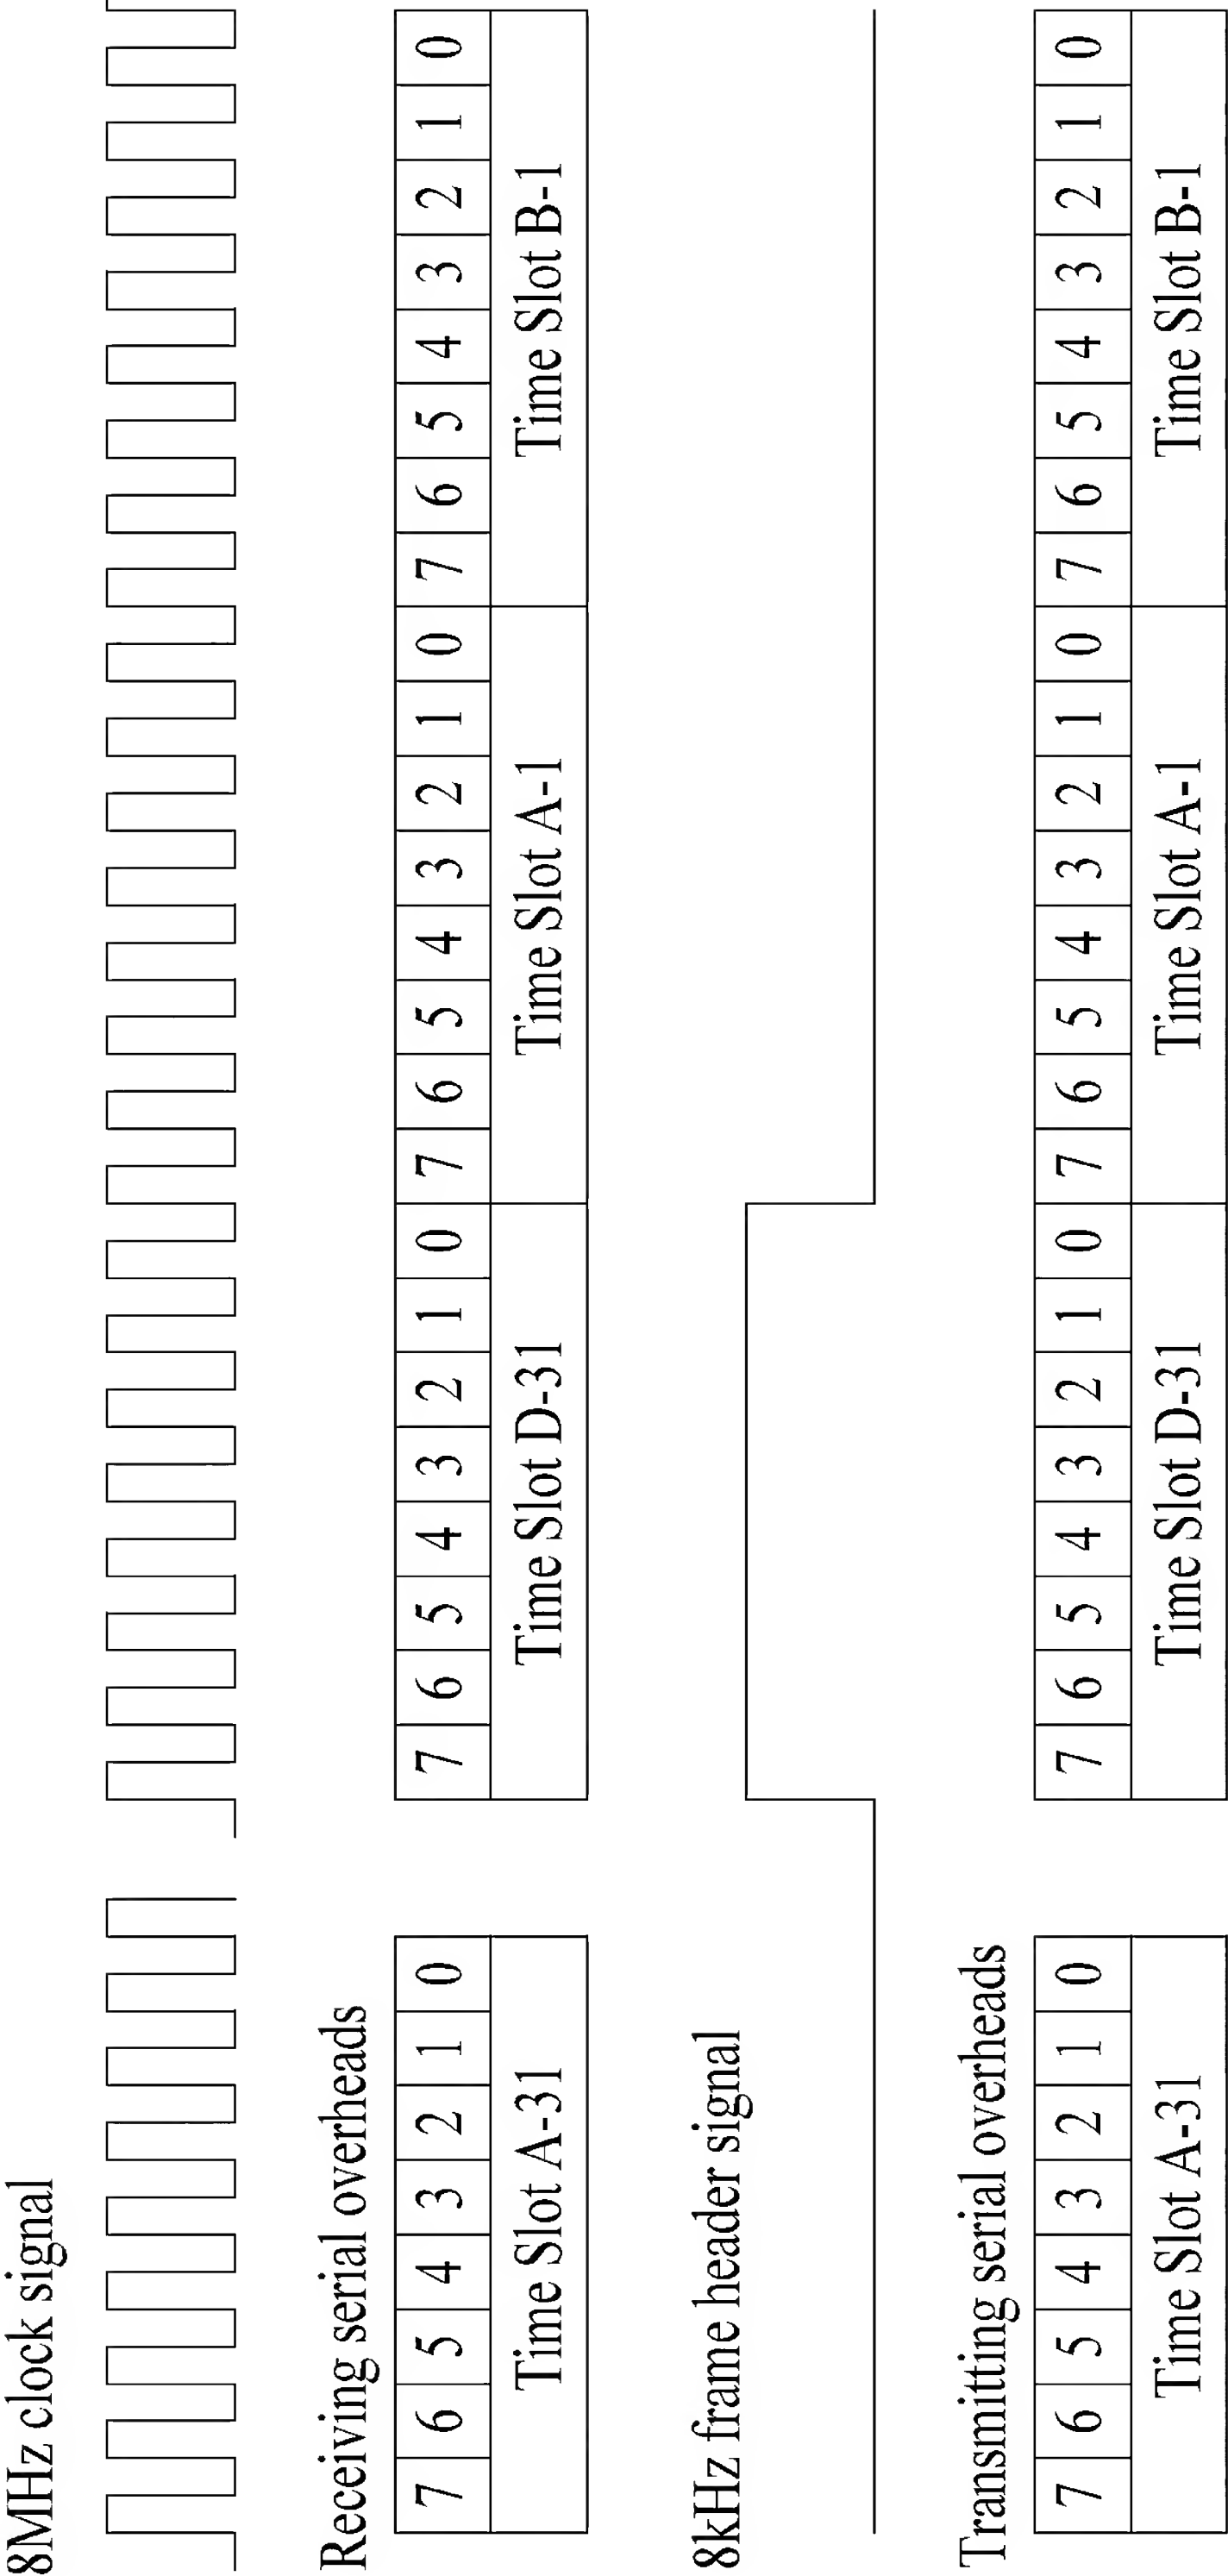 8MHz clock signal
Receiving serial overheads
7 6 5 4 3 2 1 0 7 6 5 4 3 2 1 0 7 6 5 4 3 2 1 0 7 6 5 4 3 2 1 0
Time Slot A-31 Time Slot D-31 Time Slot A-1 Time Slot B-1
8kHz frame header signal
Transmitting serial overheads
7 6 5 4 3 2 1 0 7 6 5 4 3 2 1 0 7 6 5 4 3 2 1 0 7 6 5 4 3 2 1 0
Time Slot A-31 Time Slot D-31 Time Slot A-1 Time Slot B-1